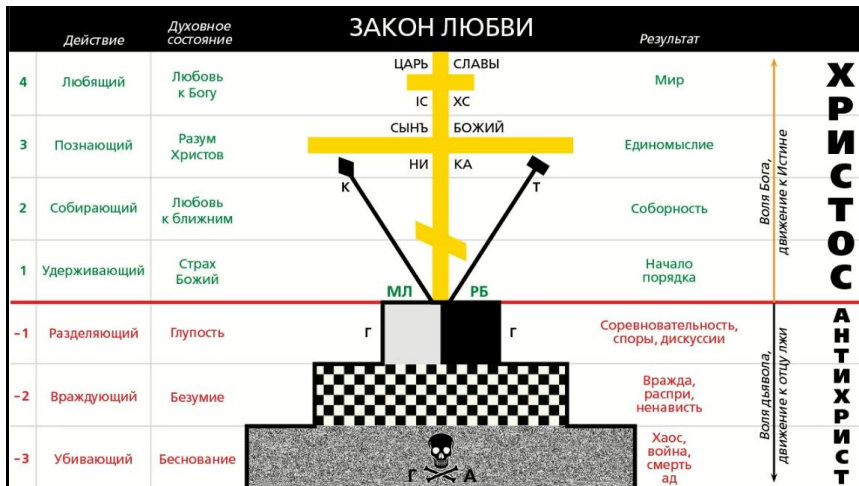 Действие
Духовное
состояние
ЗАКОН ЛЮБВИ
Результат
4
Любящий
Любовь
к Богу
ЦАРЬ СЛАВЫ
IC XC
Мир
3
Познающий
Разум
Христов
СЫНЪ БОЖИЙ
НИ КА
Единомыслие
К
Т
2
Собирающий
Любовь
к ближним
Соборность
1
Удерживающий
Страх
Божий
Начало
порядка
МЛ РБ
Воля Бога,
движение к Истине
ХРИСТОС
-1
Разделяющий
Глупость
Г
Г
Соревновательность,
споры, дискуссии
-2
Враждующий
Безумие
Вражда,
распри,
ненависть
-3
Убивающий
Беснование
Г А
Хаос,
война,
смерть
ад
Воля дьявола,
движение к отцу лжи
АНТИХРИСТ